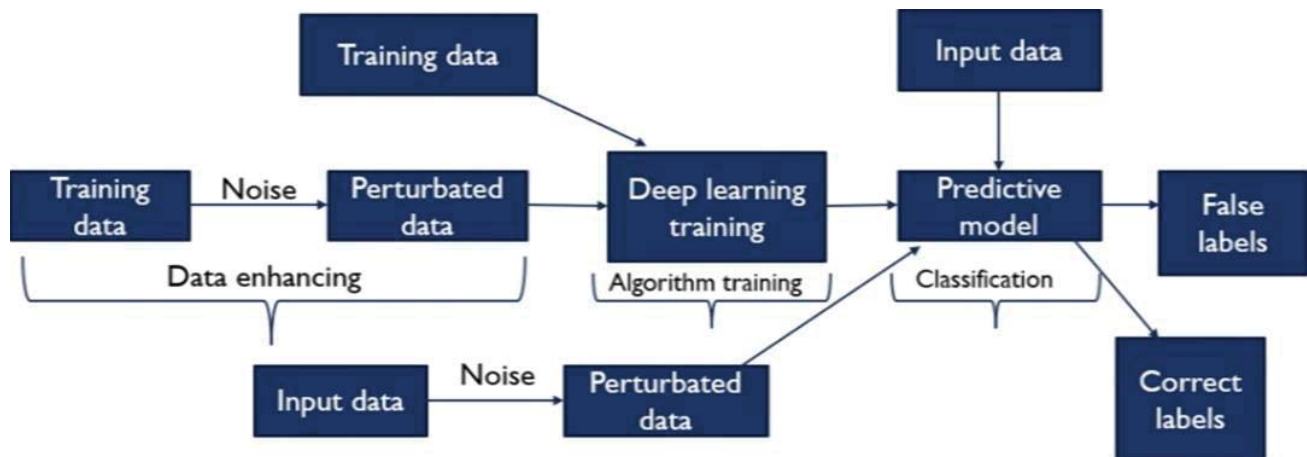 Training data
Input data
Training
data
Noise
Perturbated
data
Deep learning
training
Predictive
model
False
labels
Data enhancing
Algorithm training
Classification
Input data
Noise
Perturbated
data
Correct
labels